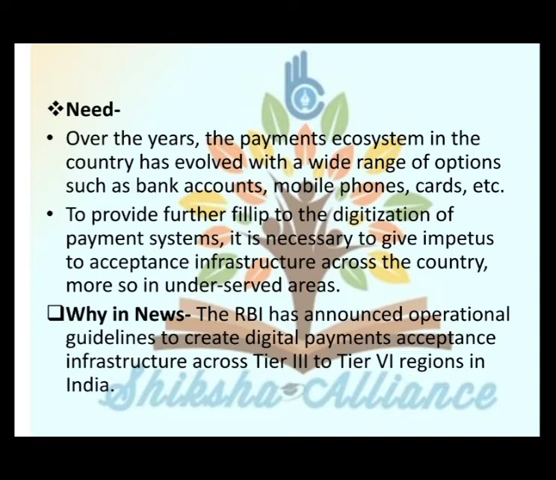 ❖Need-
• Over the years, the payments ecosystem in the
country has evolved with a wide range of options
such as bank accounts, mobile phones, cards, etc.
• To provide further fillip to the digitization of
payment systems, it is necessary to give impetus
to acceptance infrastructure across the country,
more so in under-served areas.
❑Why in News- The RBI has announced operational
guidelines to create digital payments acceptance
infrastructure across Tier III to Tier VI regions in
India.
Shiksha Alliance